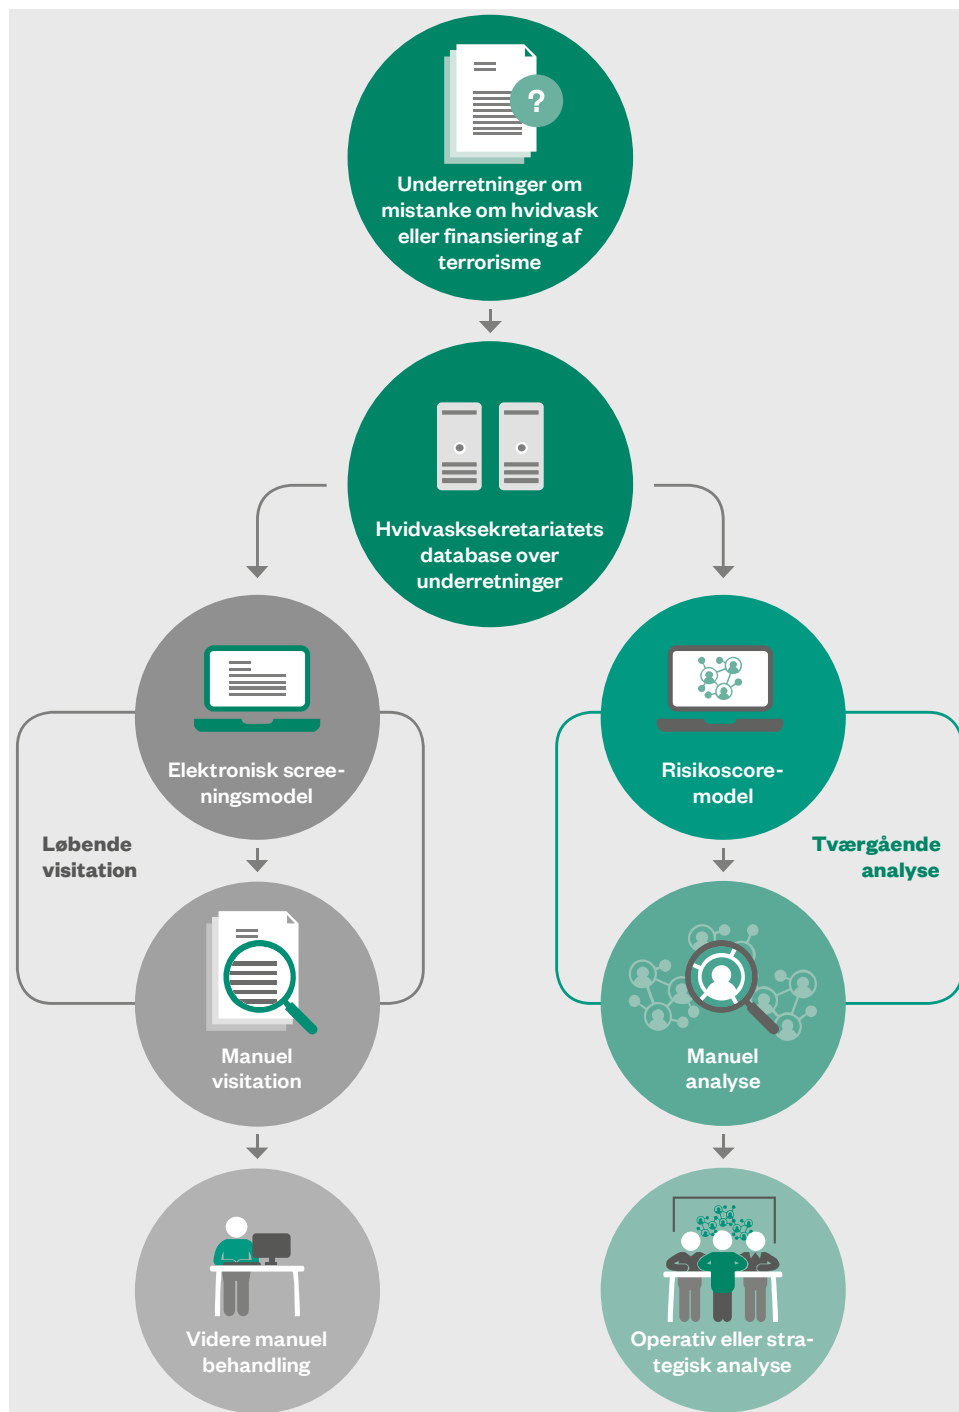 ?
Underretninger om
mistanke om hvidvask
eller finansiering af
terrorisme
Hvidvasksekretariatets
database over
underretninger
Elektronisk scree-
ningsmodel
Risikoscore-
model
Løbende
visitation
Tværgående
analyse
Manuel
visitation
Manuel
analyse
Videre manuel
behandling
Operativ eller stra-
tegisk analyse